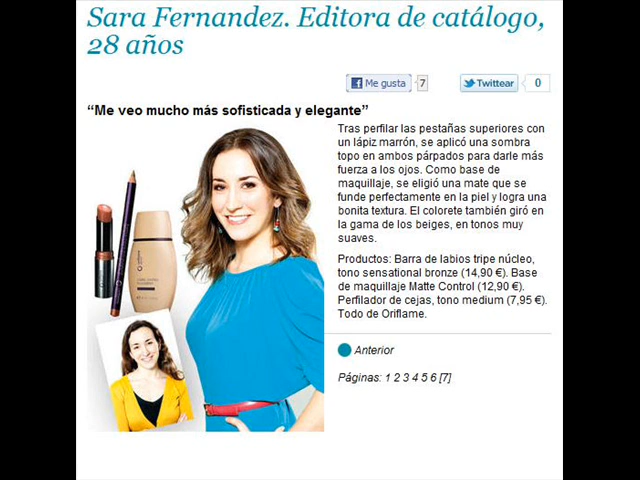 Sara Fernandez. Editora de catálogo,
28 años
Me gusta 7
Twittear 0
“Me veo mucho más sofisticada y elegante”
Tras perfilar las pestañas superiores con
un lápiz marrón, se aplicó una sombra
topo en ambos párpados para darle más
fuerza a los ojos. Como base de
maquillaje, se eligió una mate que se
funde perfectamente en la piel y logra una
bonita textura. El colorete también giró en
la gama de los beiges, en tonos muy
suaves.
Productos: Barra de labios tripe núcleo,
tono sensational bronze (14,90 €). Base
de maquillaje Matte Control (12,90 €).
Perfilador de cejas, tono medium (7,95 €).
Todo de Oriflame.
Anterior
Páginas: 1 2 3 4 5 6 [7]